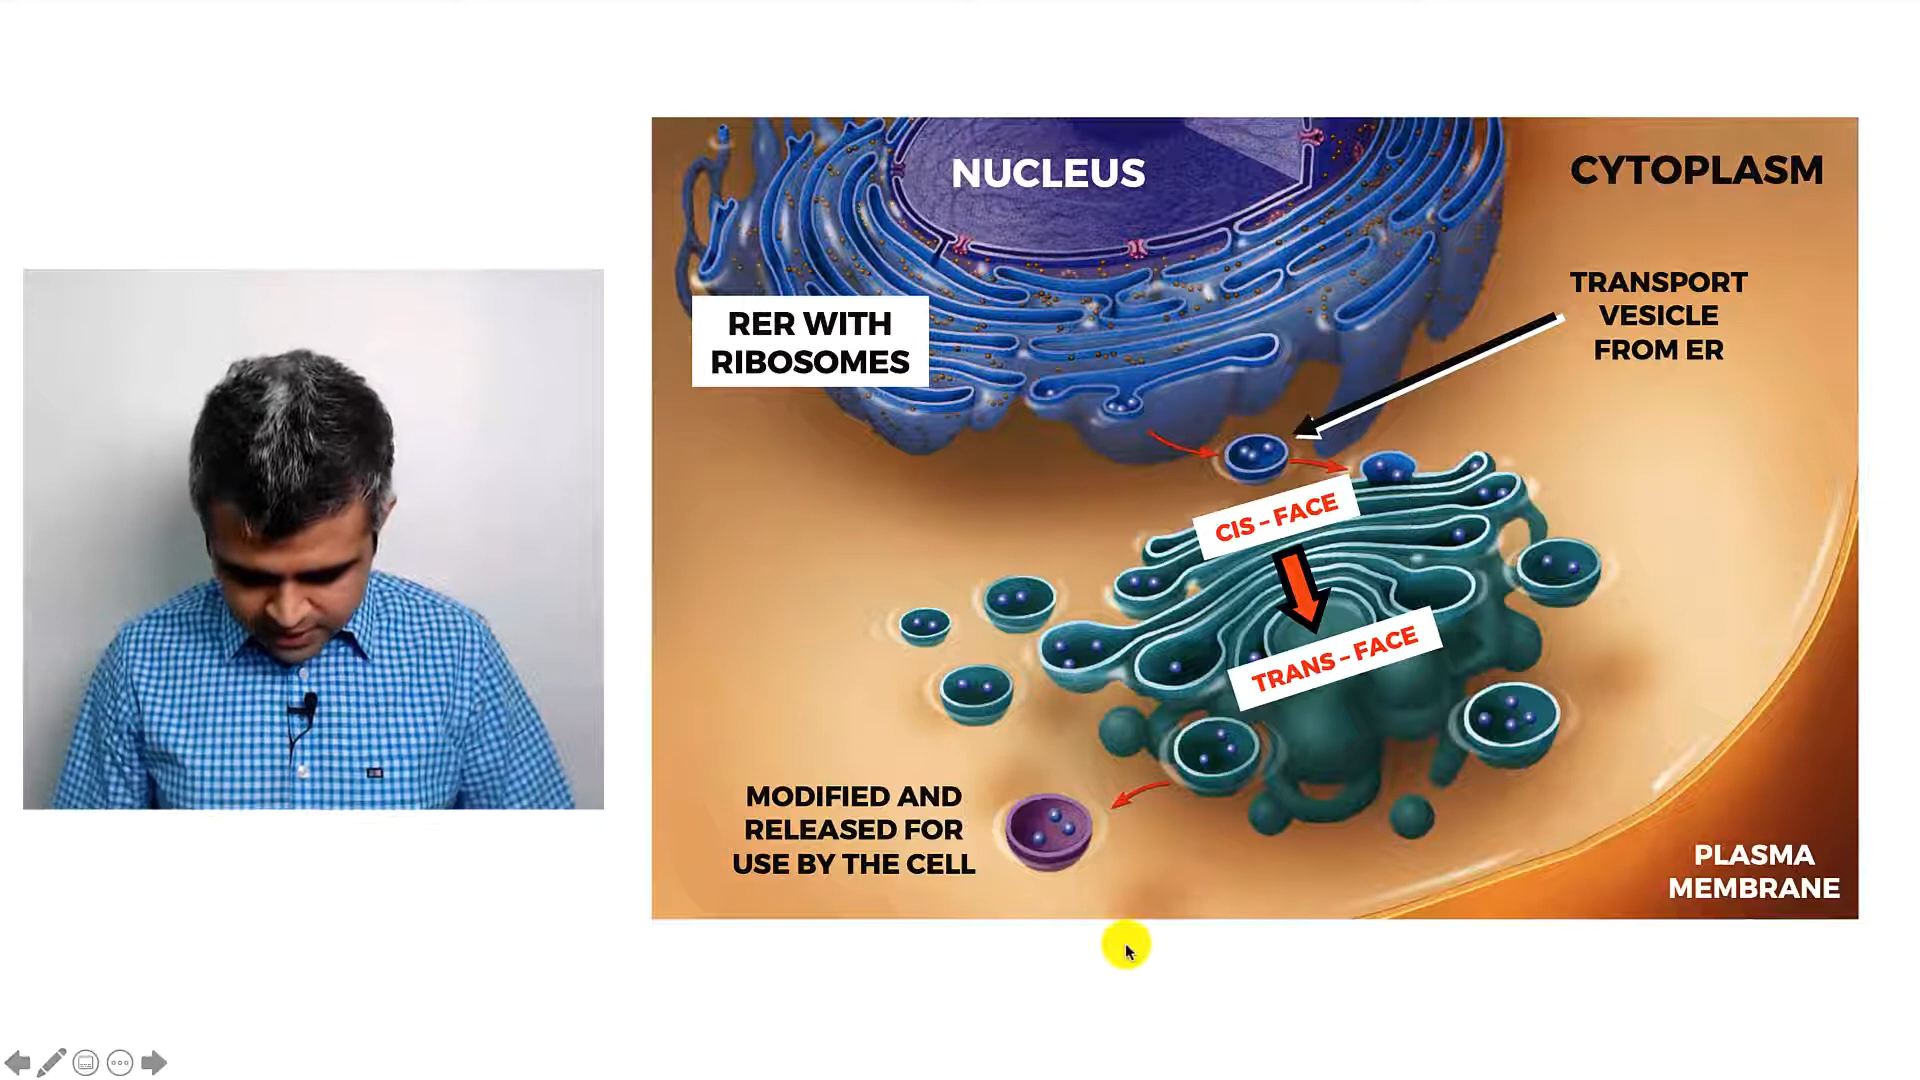 NUCLEUS
CYTOPLASM
TRANSPORT
VESICLE
FROM ER
RER WITH
RIBOSOMES
CIS – FACE
TRANS – FACE
MODIFIED AND
RELEASED FOR
USE BY THE CELL
PLASMA
MEMBRANE